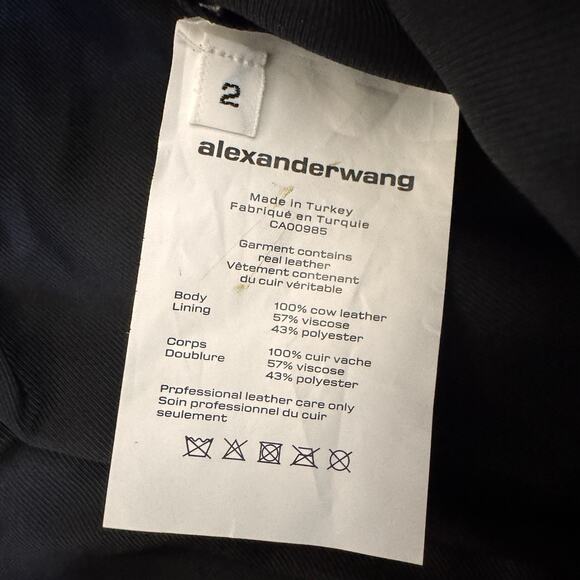 2
alexanderwang
Made in Turkey
Fabriqué en Turquie
CA00985
Garment contains
real leather
Vêtement contenant
du cuir véritable
Body 100% cow leather
Lining 57% viscose
43% polyester
Corps 100% cuir vache
Doublure 57% viscose
43% polyester
Professional leather care only
Soin professionnel du cuir
seulement